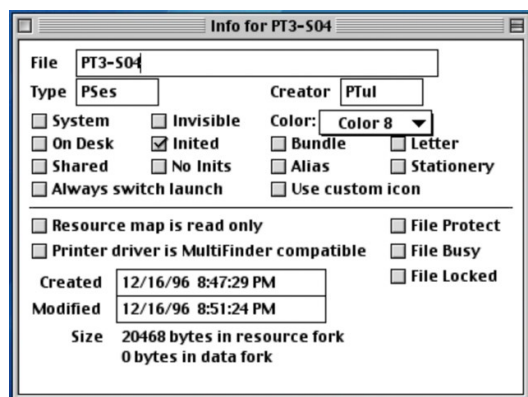 Info for PT3-S04
File PT3-S04
Type PSes Creator PTul
System Invisible Color: Color 8
On Desk Inited Bundle Letter
Shared No Inits Alias Stationery
Always switch launch Use custom icon
Resource map is read only File Protect
Printer driver is MultiFinder compatible File Busy
Created 12/16/96 8:47:29 PM File Locked
Modified 12/16/96 8:51:24 PM
Size 20468 bytes in resource fork
0 bytes in data fork